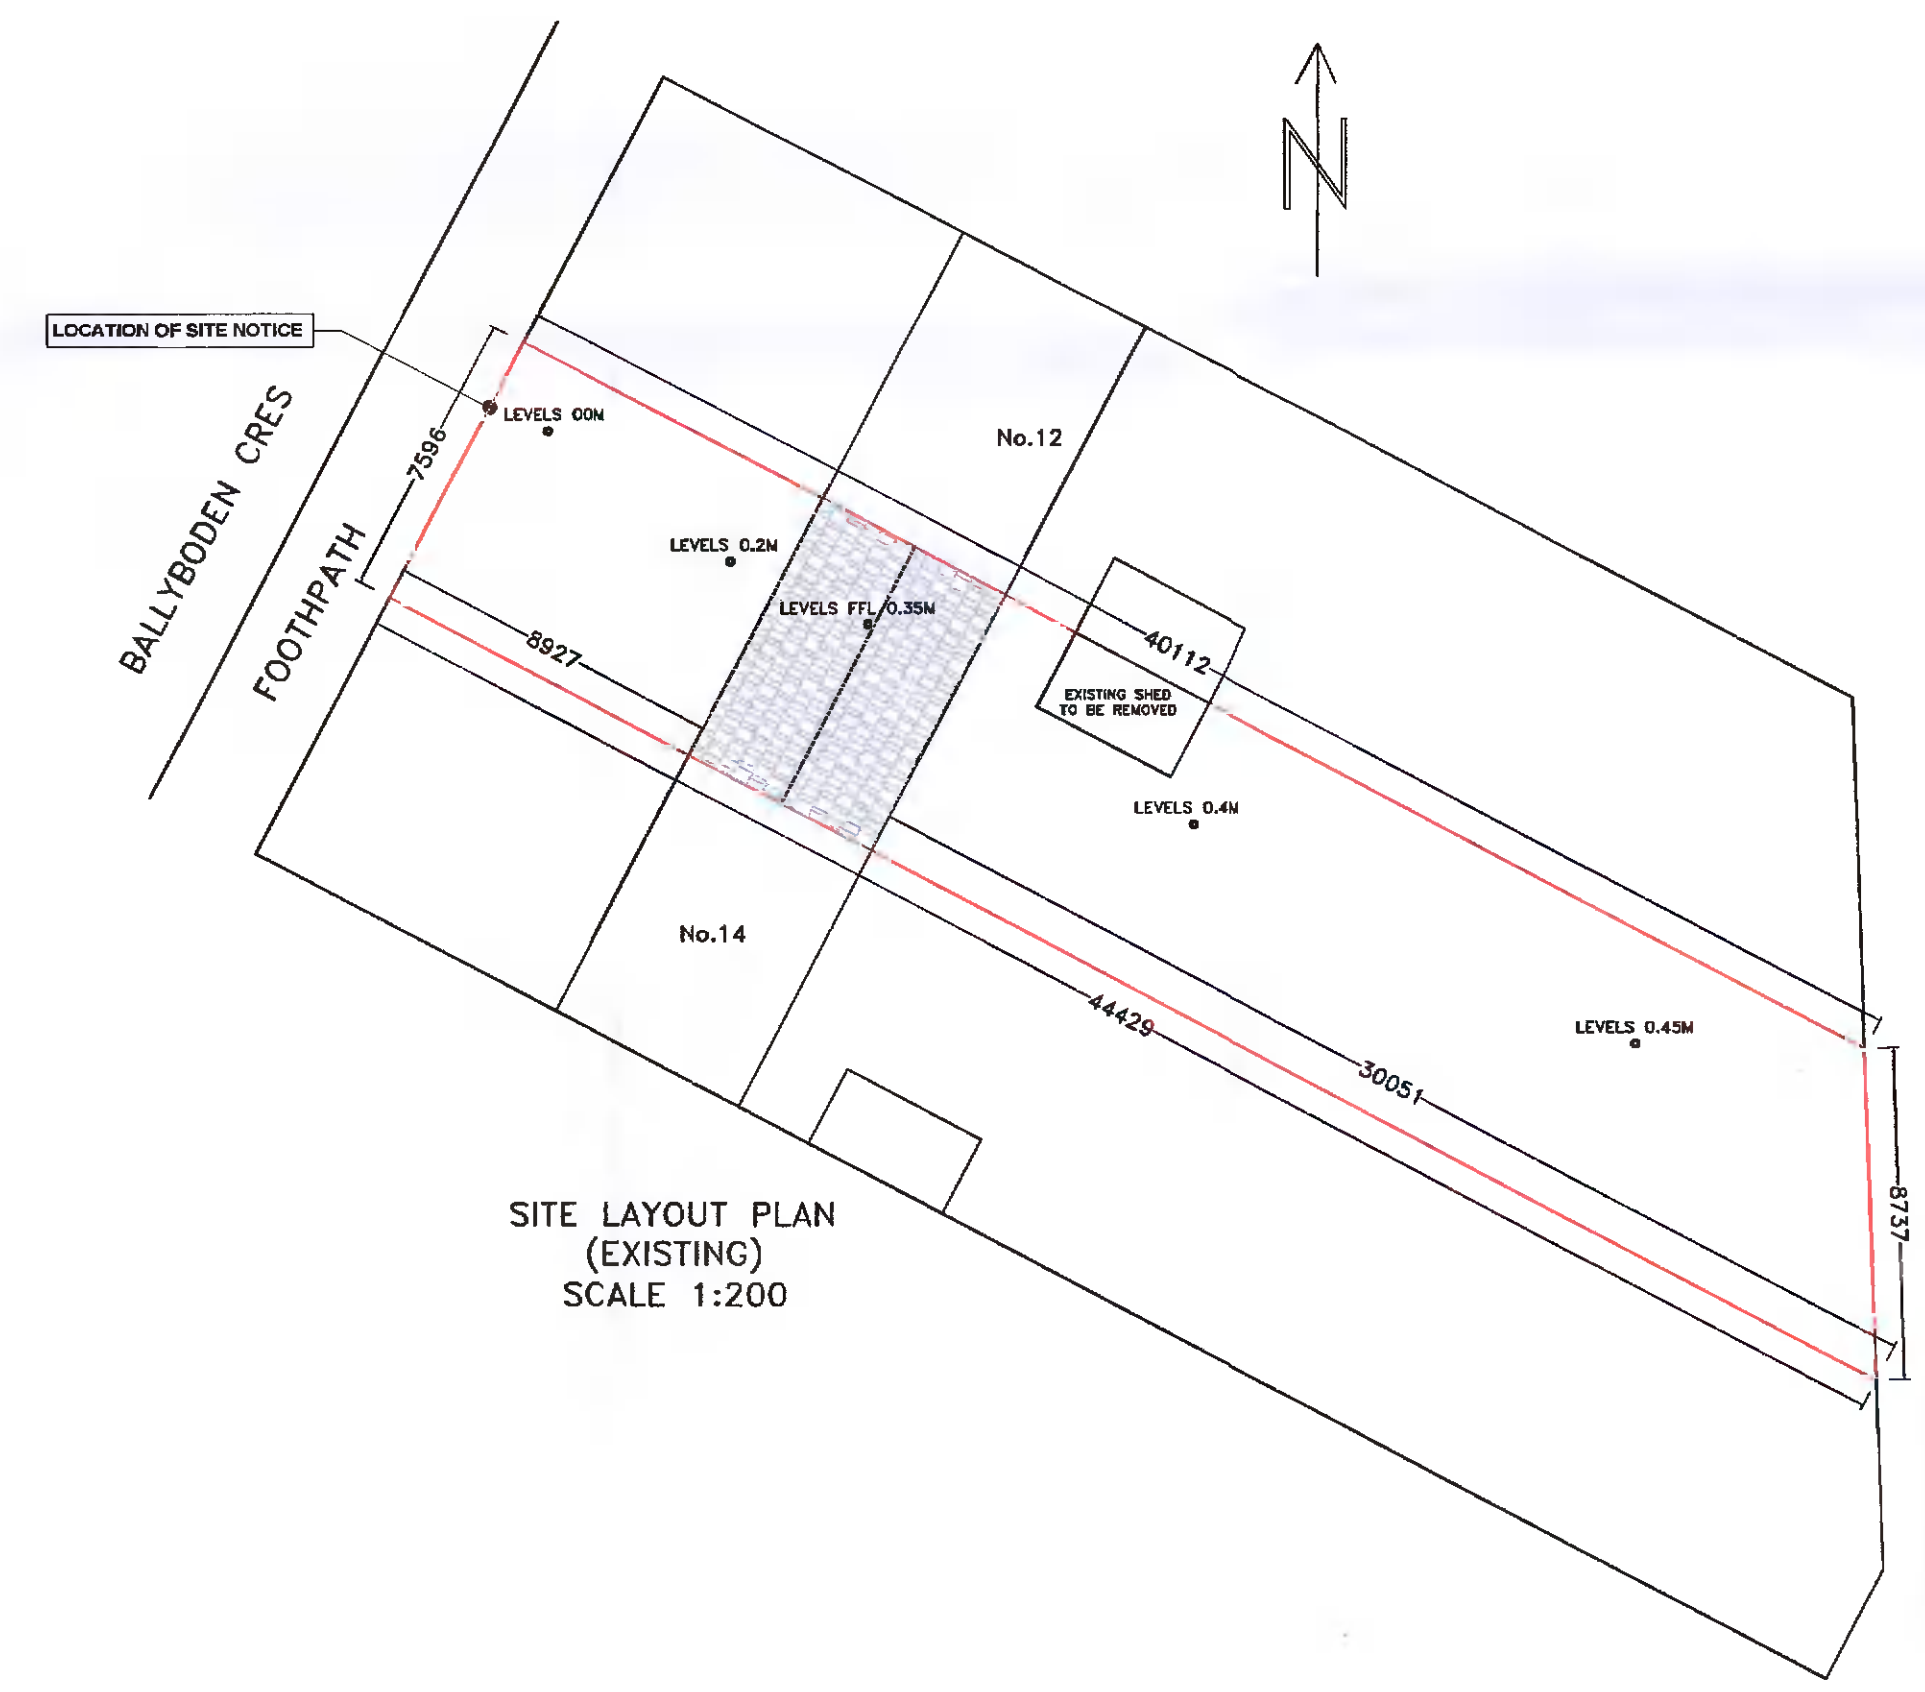 N
LOCATION OF SITE NOTICE
BALLYBODEN CRES
FOOTHPATH
7596
LEVELS 00M
No.12
LEVELS 0.2M
LEVELS FFL/0.35M
8927
40112
EXISTING SHED
TO BE REMOVED
LEVELS 0.4M
No.14
44429
30051
LEVELS 0.45M
8737
SITE LAYOUT PLAN
(EXISTING)
SCALE 1:200